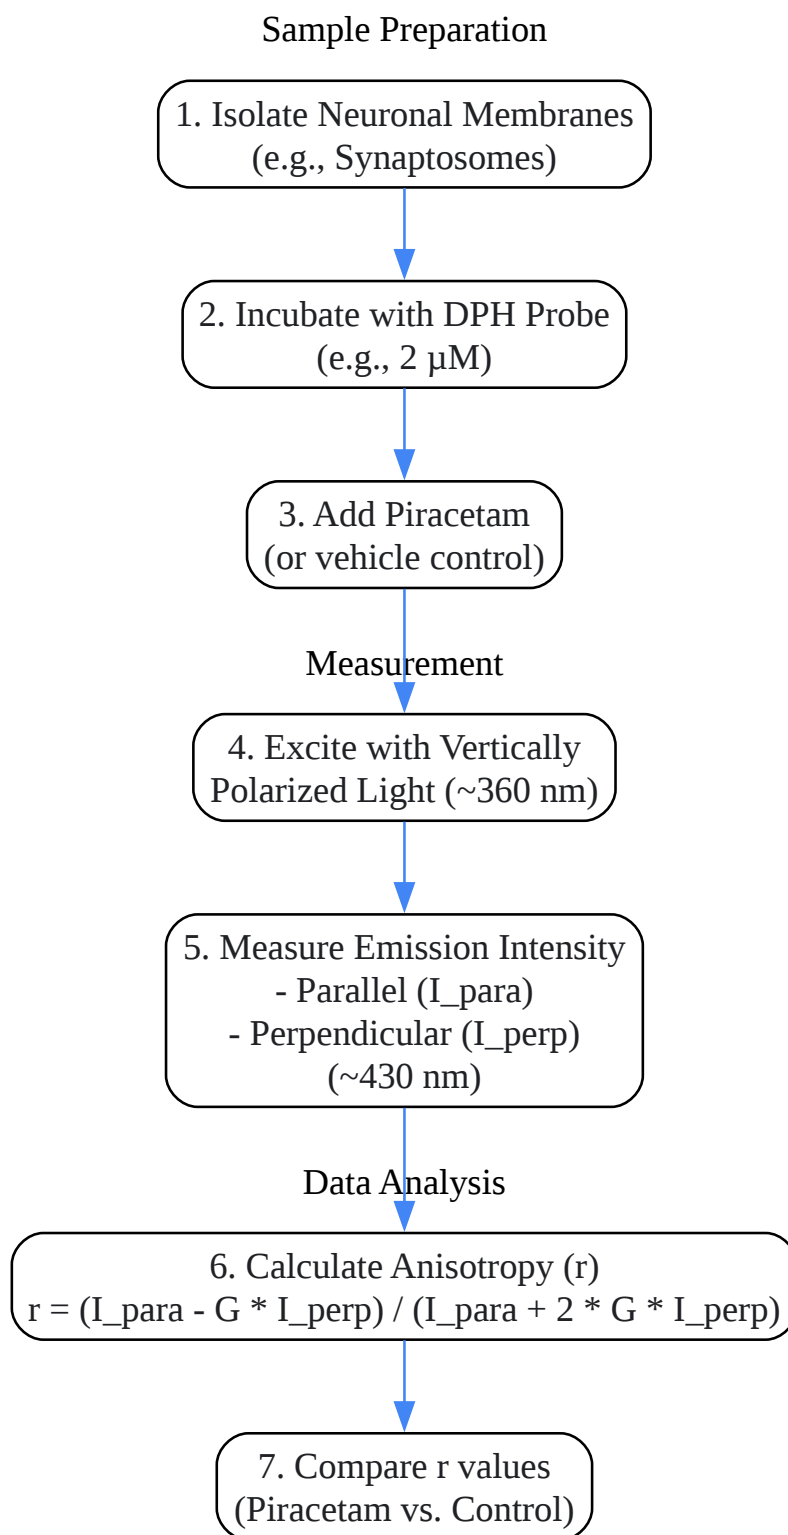 Sample Preparation
1. Isolate Neuronal Membranes
(e.g., Synaptosomes)
2. Incubate with DPH Probe
(e.g., 2 µM)
3. Add Piracetam
(or vehicle control)
Measurement
4. Excite with Vertically
Polarized Light (~360 nm)
5. Measure Emission Intensity
- Parallel (I_para)
- Perpendicular (I_perp)
(~430 nm)
Data Analysis
6. Calculate Anisotropy (r)
r = (I_para - G * I_perp) / (I_para + 2 * G * I_perp)
7. Compare r values
(Piracetam vs. Control)